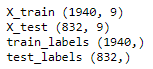 X_train (1940, 9)
X_test (832, 9)
train_labels (1940,)
test_labels (832,)